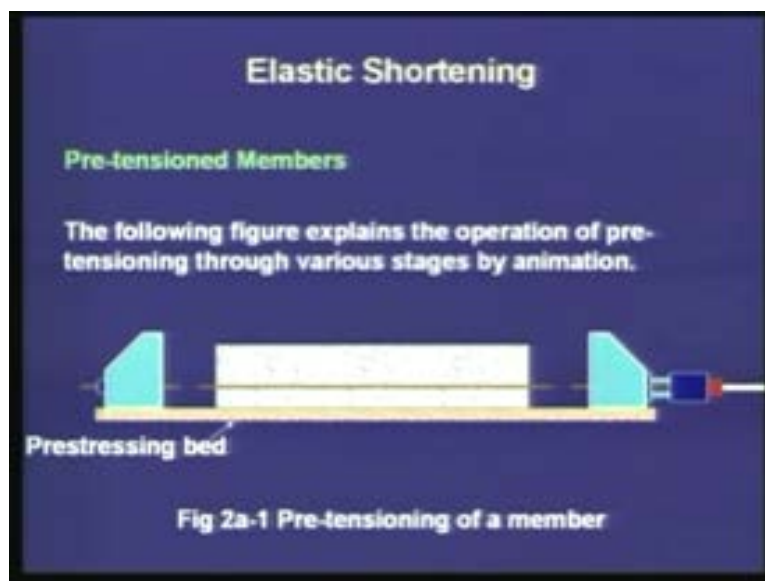 Elastic Shortening
Pre-tensioned Members
The following figure explains the operation of pre-
tensioning through various stages by animation.
Prestressing bed
Fig 2a-1 Pre-tensioning of a member